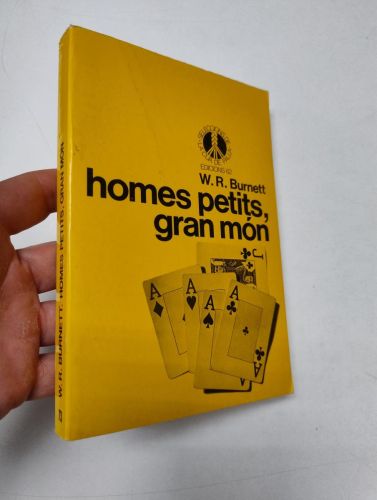 EDICIONS 62
W. R. Burnett
homes petits,
gran món
J
A
A
A
A
W. R. BURNETT. HOMES PETITS, GRAN MÓN